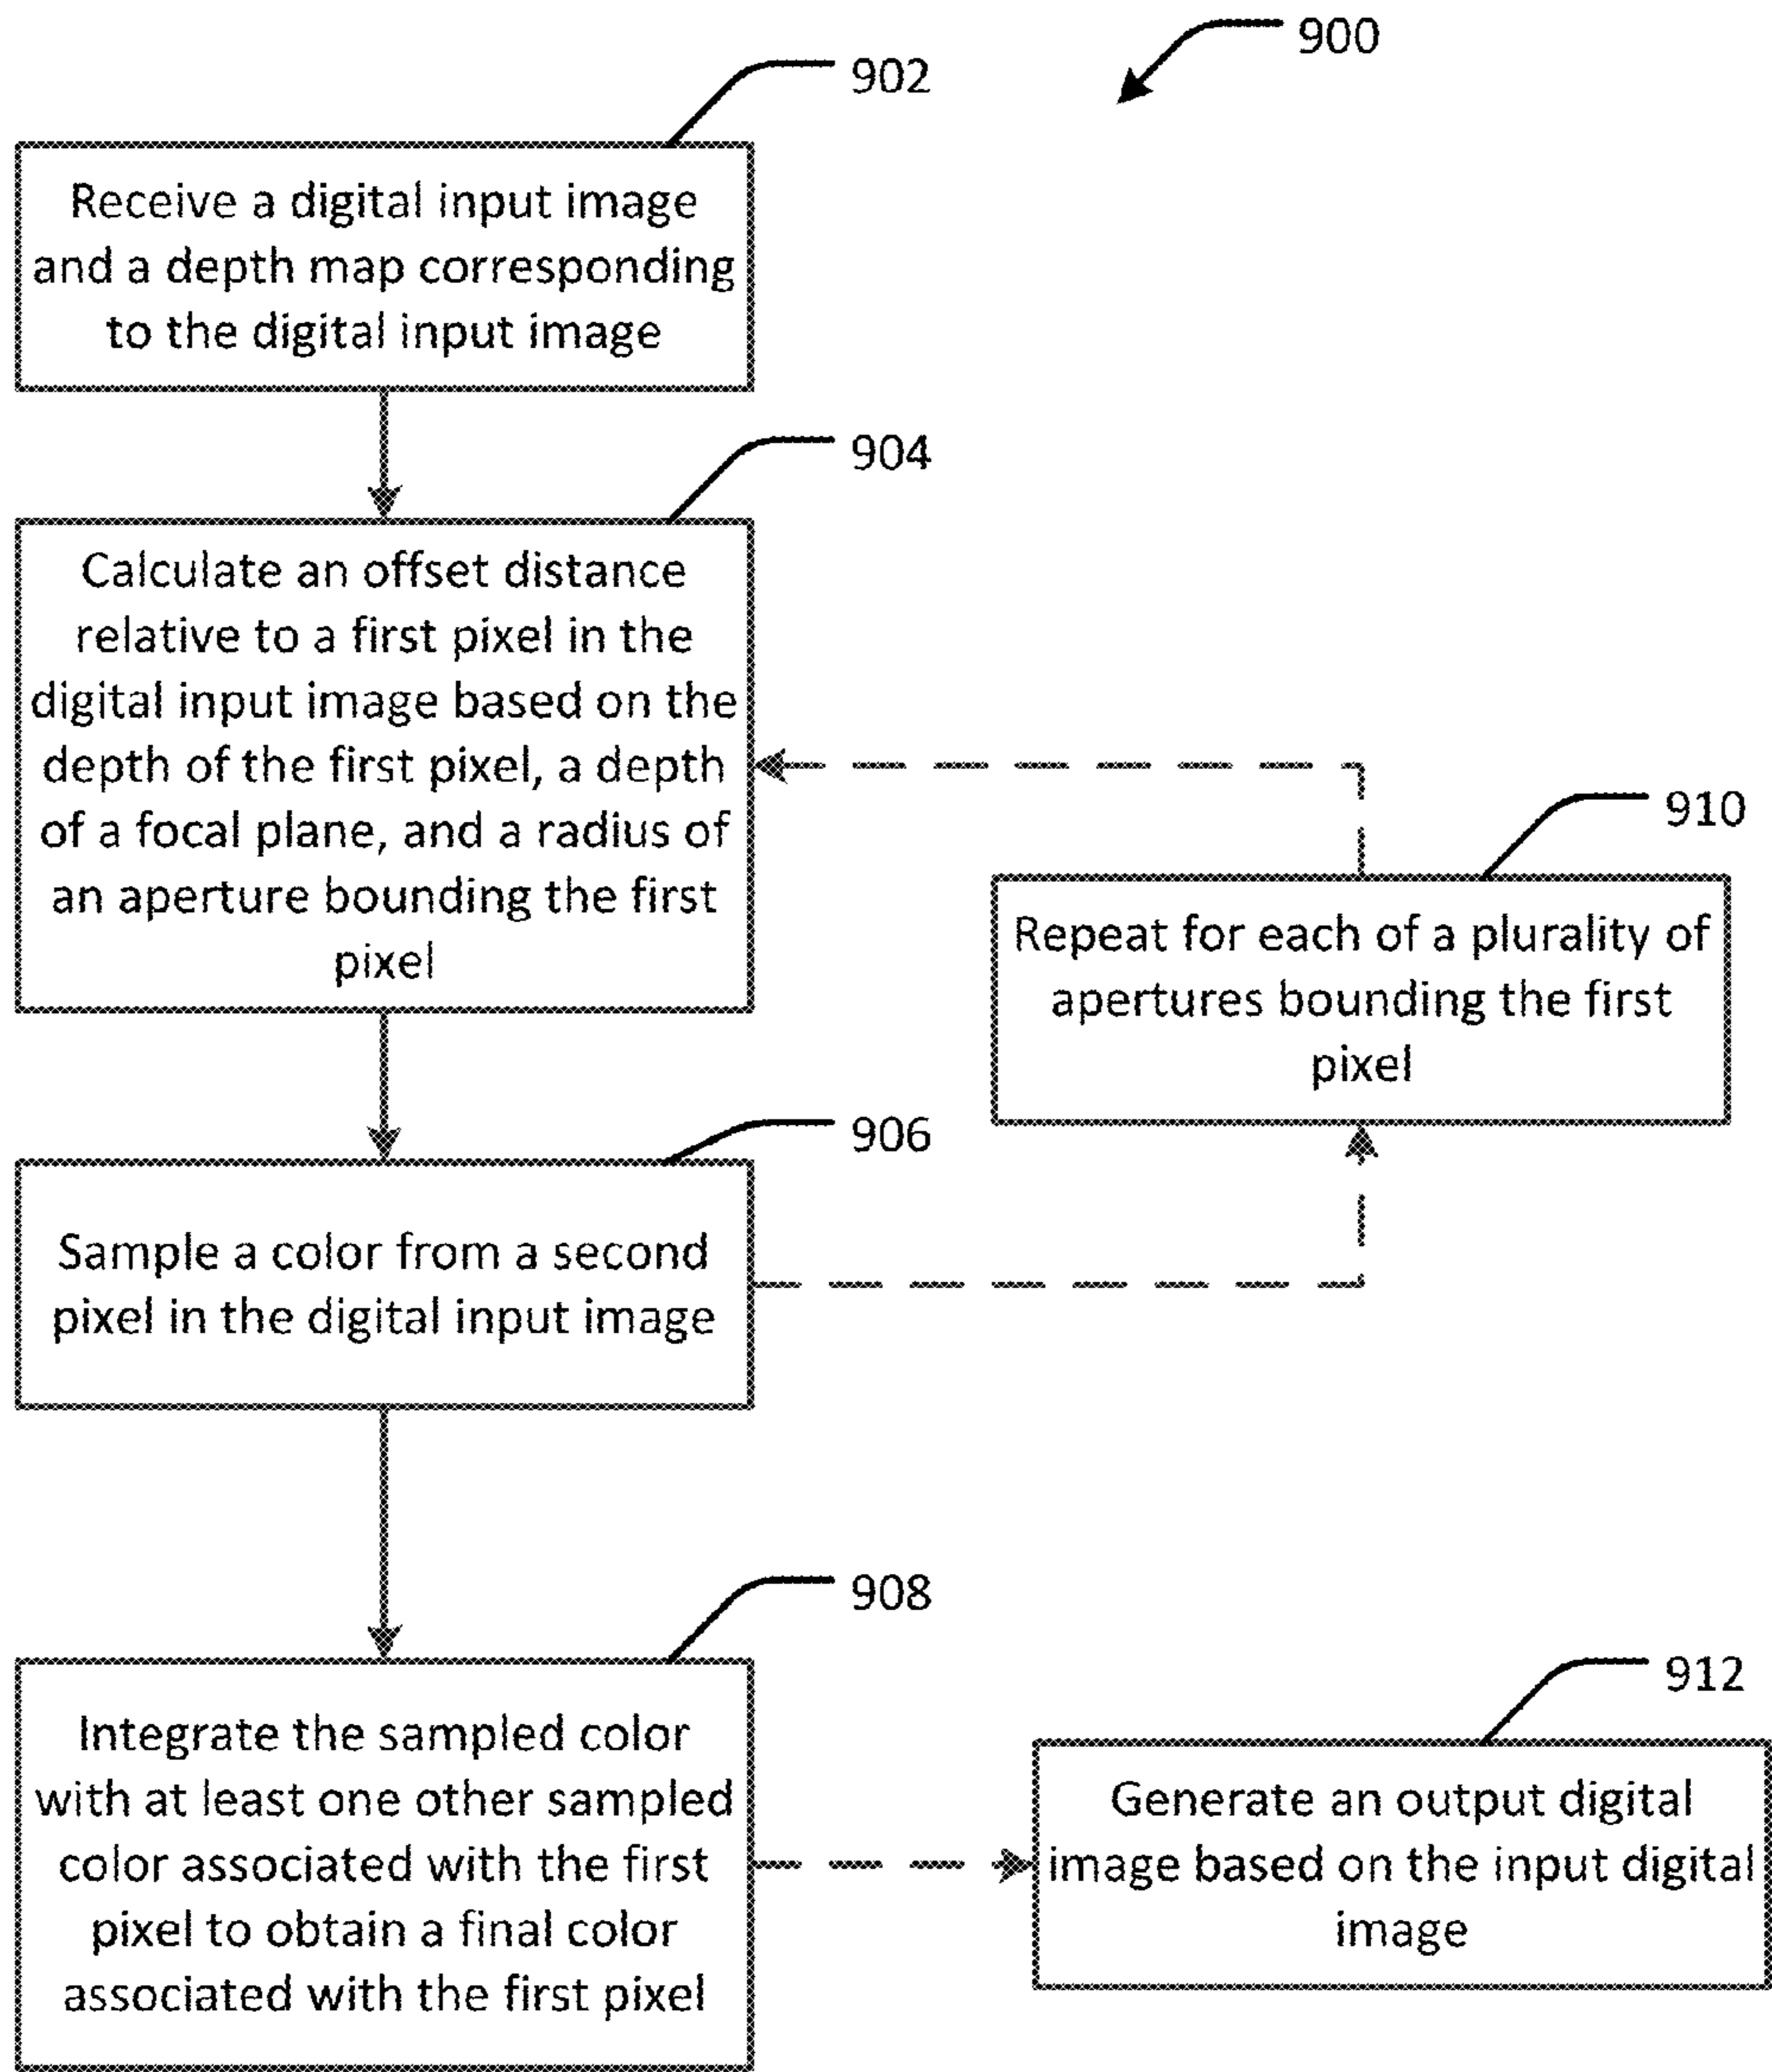 900
902
Receive a digital input image
and a depth map corresponding
to the digital input image
904
Calculate an offset distance
relative to a first pixel in the
digital input image based on the
depth of the first pixel, a depth
of a focal plane, and a radius of
an aperture bounding the first
pixel
910
Repeat for each of a plurality of
apertures bounding the first
pixel
906
Sample a color from a second
pixel in the digital input image
908
Integrate the sampled color
with at least one other sampled
color associated with the first
pixel to obtain a final color
associated with the first pixel
912
Generate an output digital
image based on the input digital
image